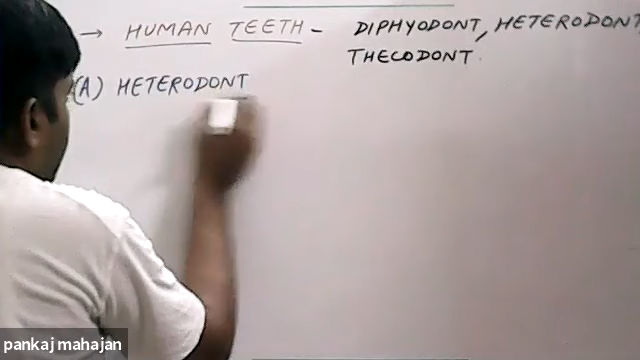 → HUMAN TEETH - DIPHYODONT, HETERODONT
THECODONT.
(A) HETERODONT
pankaj mahajan